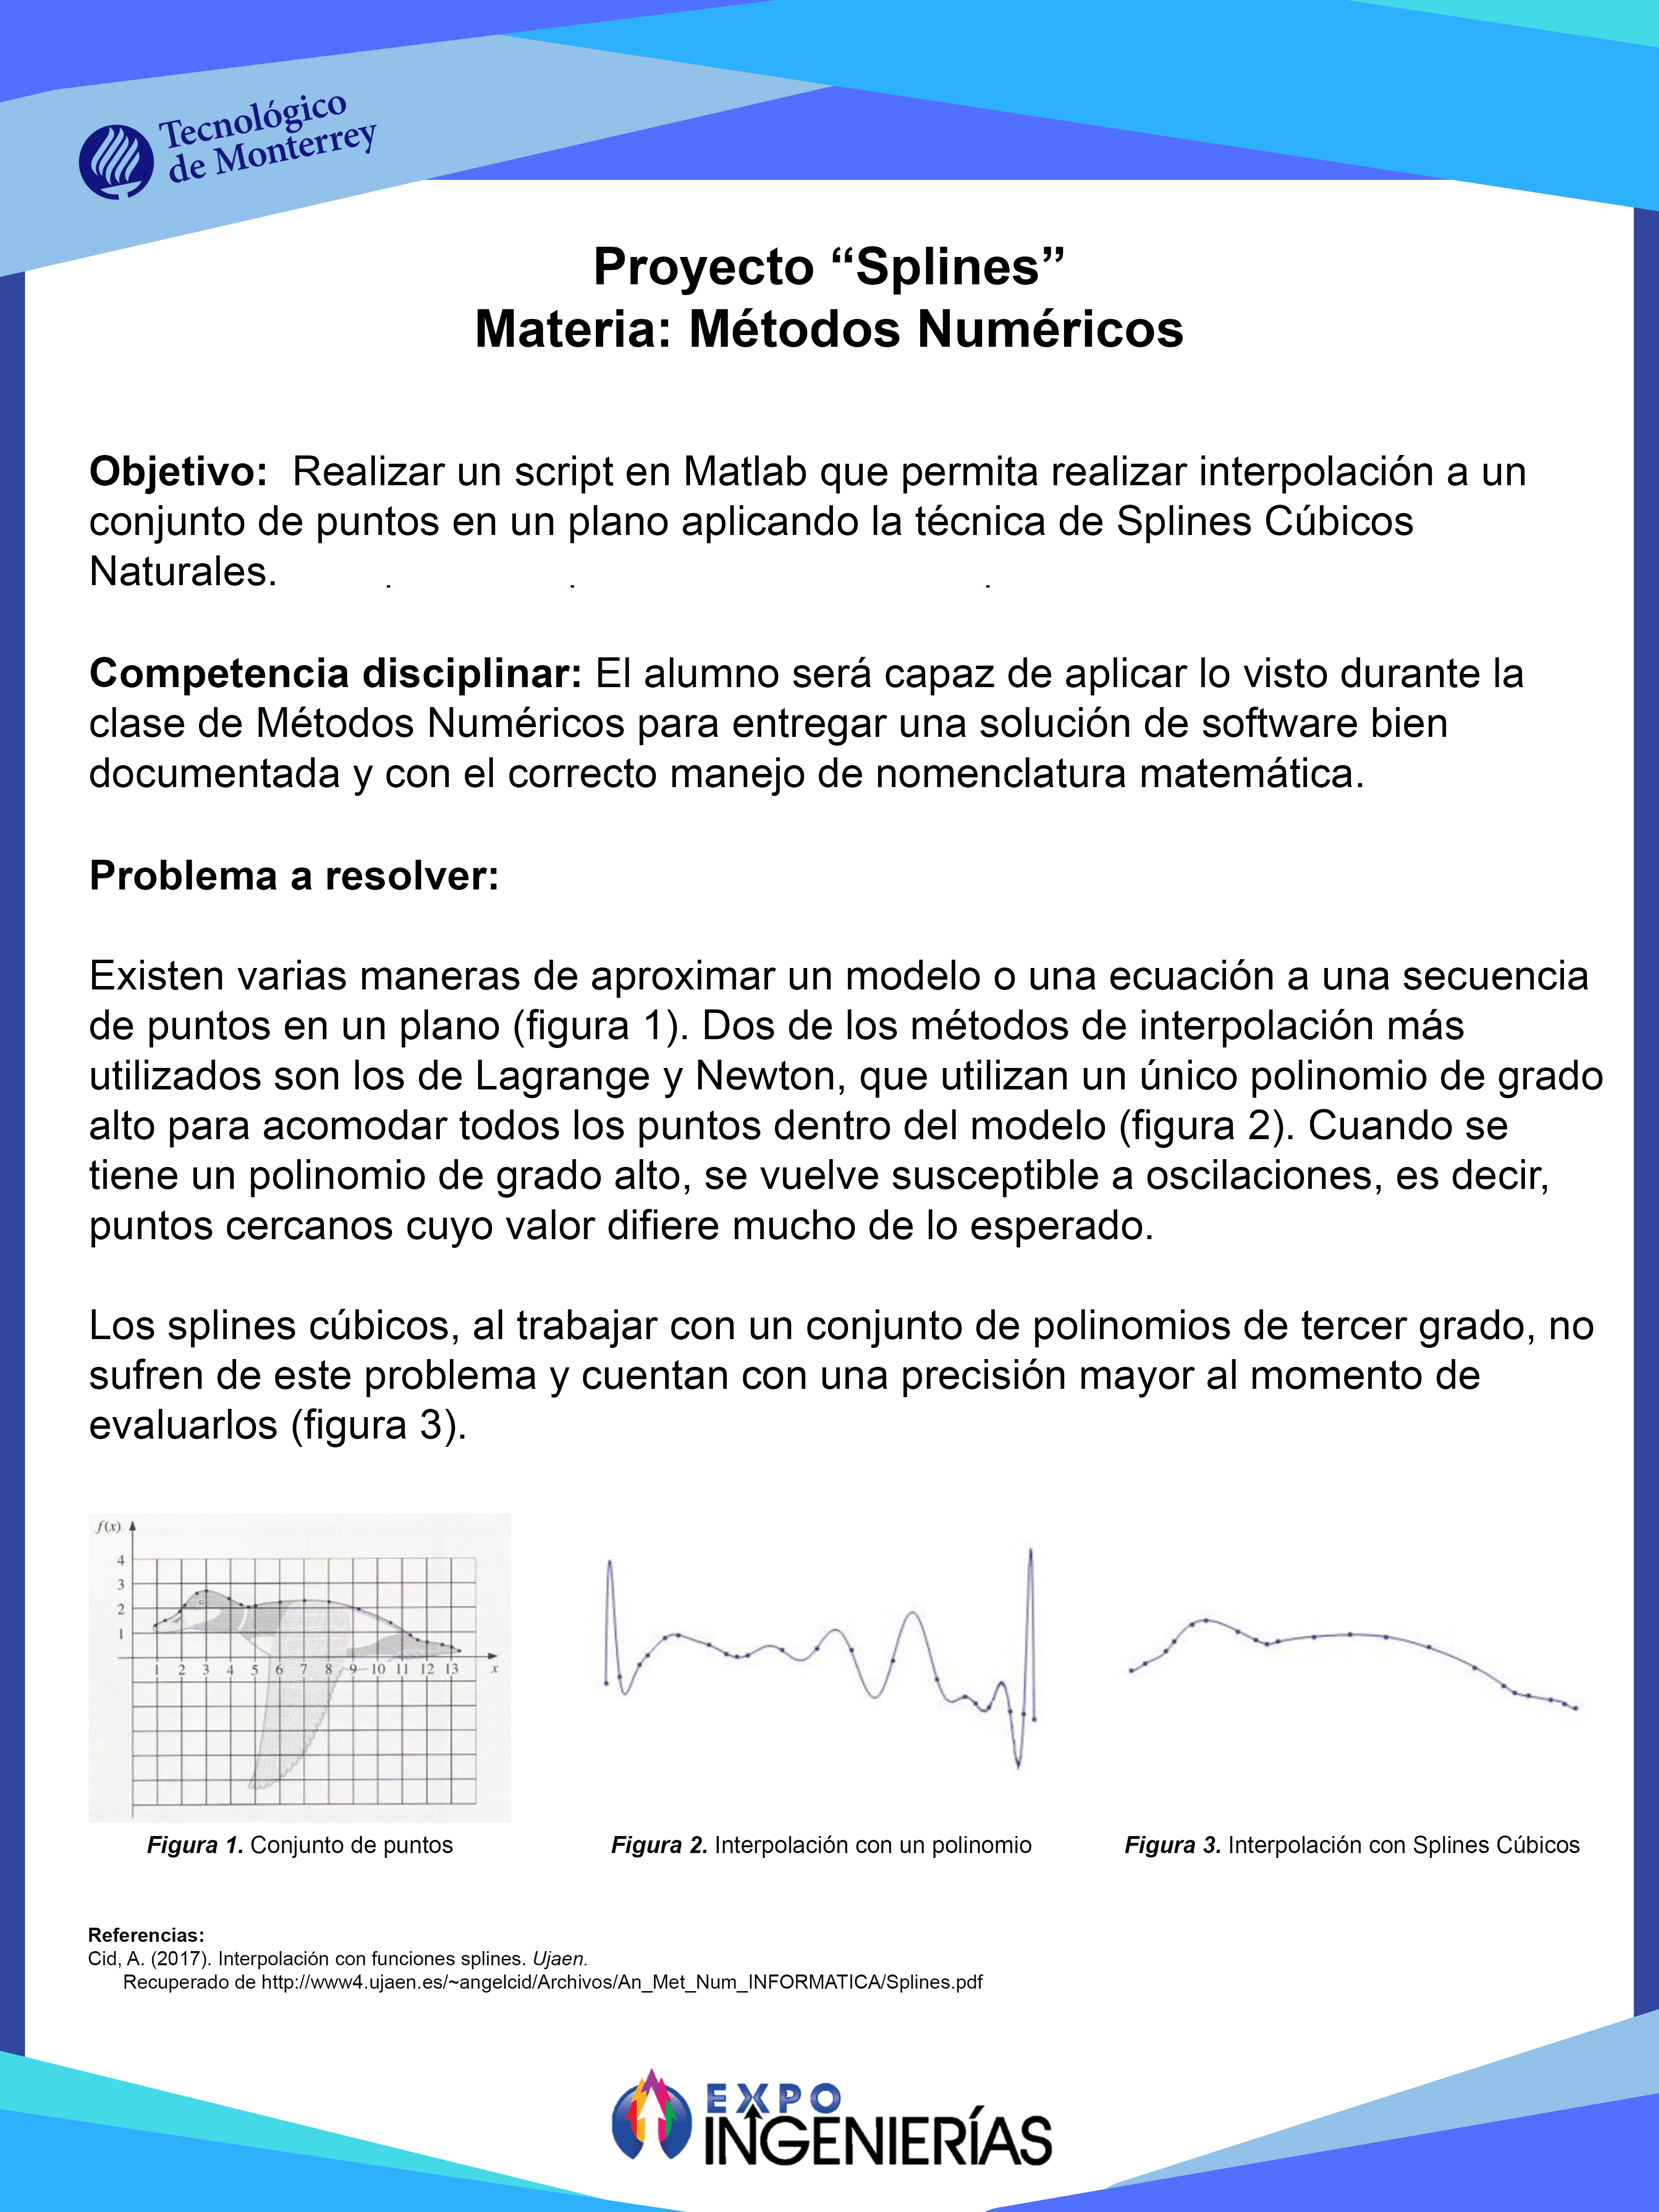 Tecnológico
de Monterrey
Proyecto “Splines”
Materia: Métodos Numéricos
Objetivo:  Realizar un script en Matlab que permita realizar interpolación a un
conjunto de puntos en un plano aplicando la técnica de Splines Cúbicos
Naturales.
Competencia disciplinar: El alumno será capaz de aplicar lo visto durante la
clase de Métodos Numéricos para entregar una solución de software bien
documentada y con el correcto manejo de nomenclatura matemática.
Problema a resolver:
Existen varias maneras de aproximar un modelo o una ecuación a una secuencia
de puntos en un plano (figura 1). Dos de los métodos de interpolación más
utilizados son los de Lagrange y Newton, que utilizan un único polinomio de grado
alto para acomodar todos los puntos dentro del modelo (figura 2). Cuando se
tiene un polinomio de grado alto, se vuelve susceptible a oscilaciones, es decir,
puntos cercanos cuyo valor difiere mucho de lo esperado.
Los splines cúbicos, al trabajar con un conjunto de polinomios de tercer grado, no
sufren de este problema y cuentan con una precisión mayor al momento de
evaluarlos (figura 3).
f(x)
4
3
2
1
1 2 3 4 5 6 7 8 9 10 11 12 13 x
Figura 1. Conjunto de puntos
Figura 2. Interpolación con un polinomio
Figura 3. Interpolación con Splines Cúbicos
Referencias:
Cid, A. (2017). Interpolación con funciones splines. Ujaen.
Recuperado de http://www4.ujaen.es/~angelcid/Archivos/An_Met_Num_INFORMATICA/Splines.pdf
EXPO
INGENIERÍAS